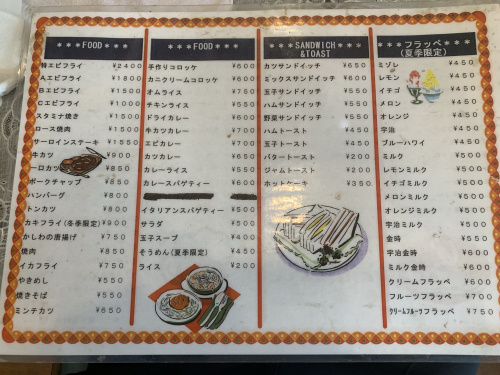 ***FOOD***
特エビフライ ¥2400
Aエビフライ ¥1800
Bエビフライ ¥1500
Cエビフライ ¥1000
スタミナ焼き ¥1500
ロース焼肉 ¥1500
サーロインステーキ ¥1550
牛カツ ¥900
一口カツ ¥850
ポークチャップ ¥850
ハンバーグ ¥800
トンカツ ¥800
カキフライ(冬季限定) ¥900
かしわの唐揚げ ¥750
焼肉 ¥850
イカフライ ¥750
やきめし ¥550
焼きそば ¥550
ミンチカツ ¥650
***FOOD***
手作りコロッケ ¥600
カニクリームコロッケ ¥600
オムライス ¥750
チキンライス ¥550
ドライカレー ¥600
牛カツカレー ¥700
エビカレー ¥700
カツカレー ¥650
カレーライス ¥550
カレースパゲティー ¥600
イタリアンスパゲティー ¥500
サラダ ¥500
玉子スープ ¥400
そうめん(夏季限定) ¥450
ライス ¥200
***SANDWICH
&TOAST***
カツサンドイッチ ¥650
ミックスサンドイッチ ¥600
玉子サンドイッチ ¥550
ハムサンドイッチ ¥550
野菜サンドイッチ ¥550
ハムトースト ¥450
玉子トースト ¥450
バタートースト ¥200
ジャムトースト ¥200
ホットケーキ ¥350
***フラッペ***
(夏季限定)
ミゾレ ¥450
レモン ¥450
イチゴ ¥450
メロン ¥450
オレンジ ¥450
宇治 ¥450
ブルーハワイ ¥450
ミルク ¥500
レモンミルク ¥500
イチゴミルク ¥500
メロンミルク ¥500
オレンジミルク ¥500
宇治ミルク ¥500
金時 ¥550
宇治金時 ¥600
ミルク金時 ¥600
クリームフラッペ ¥600
フルーツフラッペ ¥700
クリームフルーツフラッペ ¥750